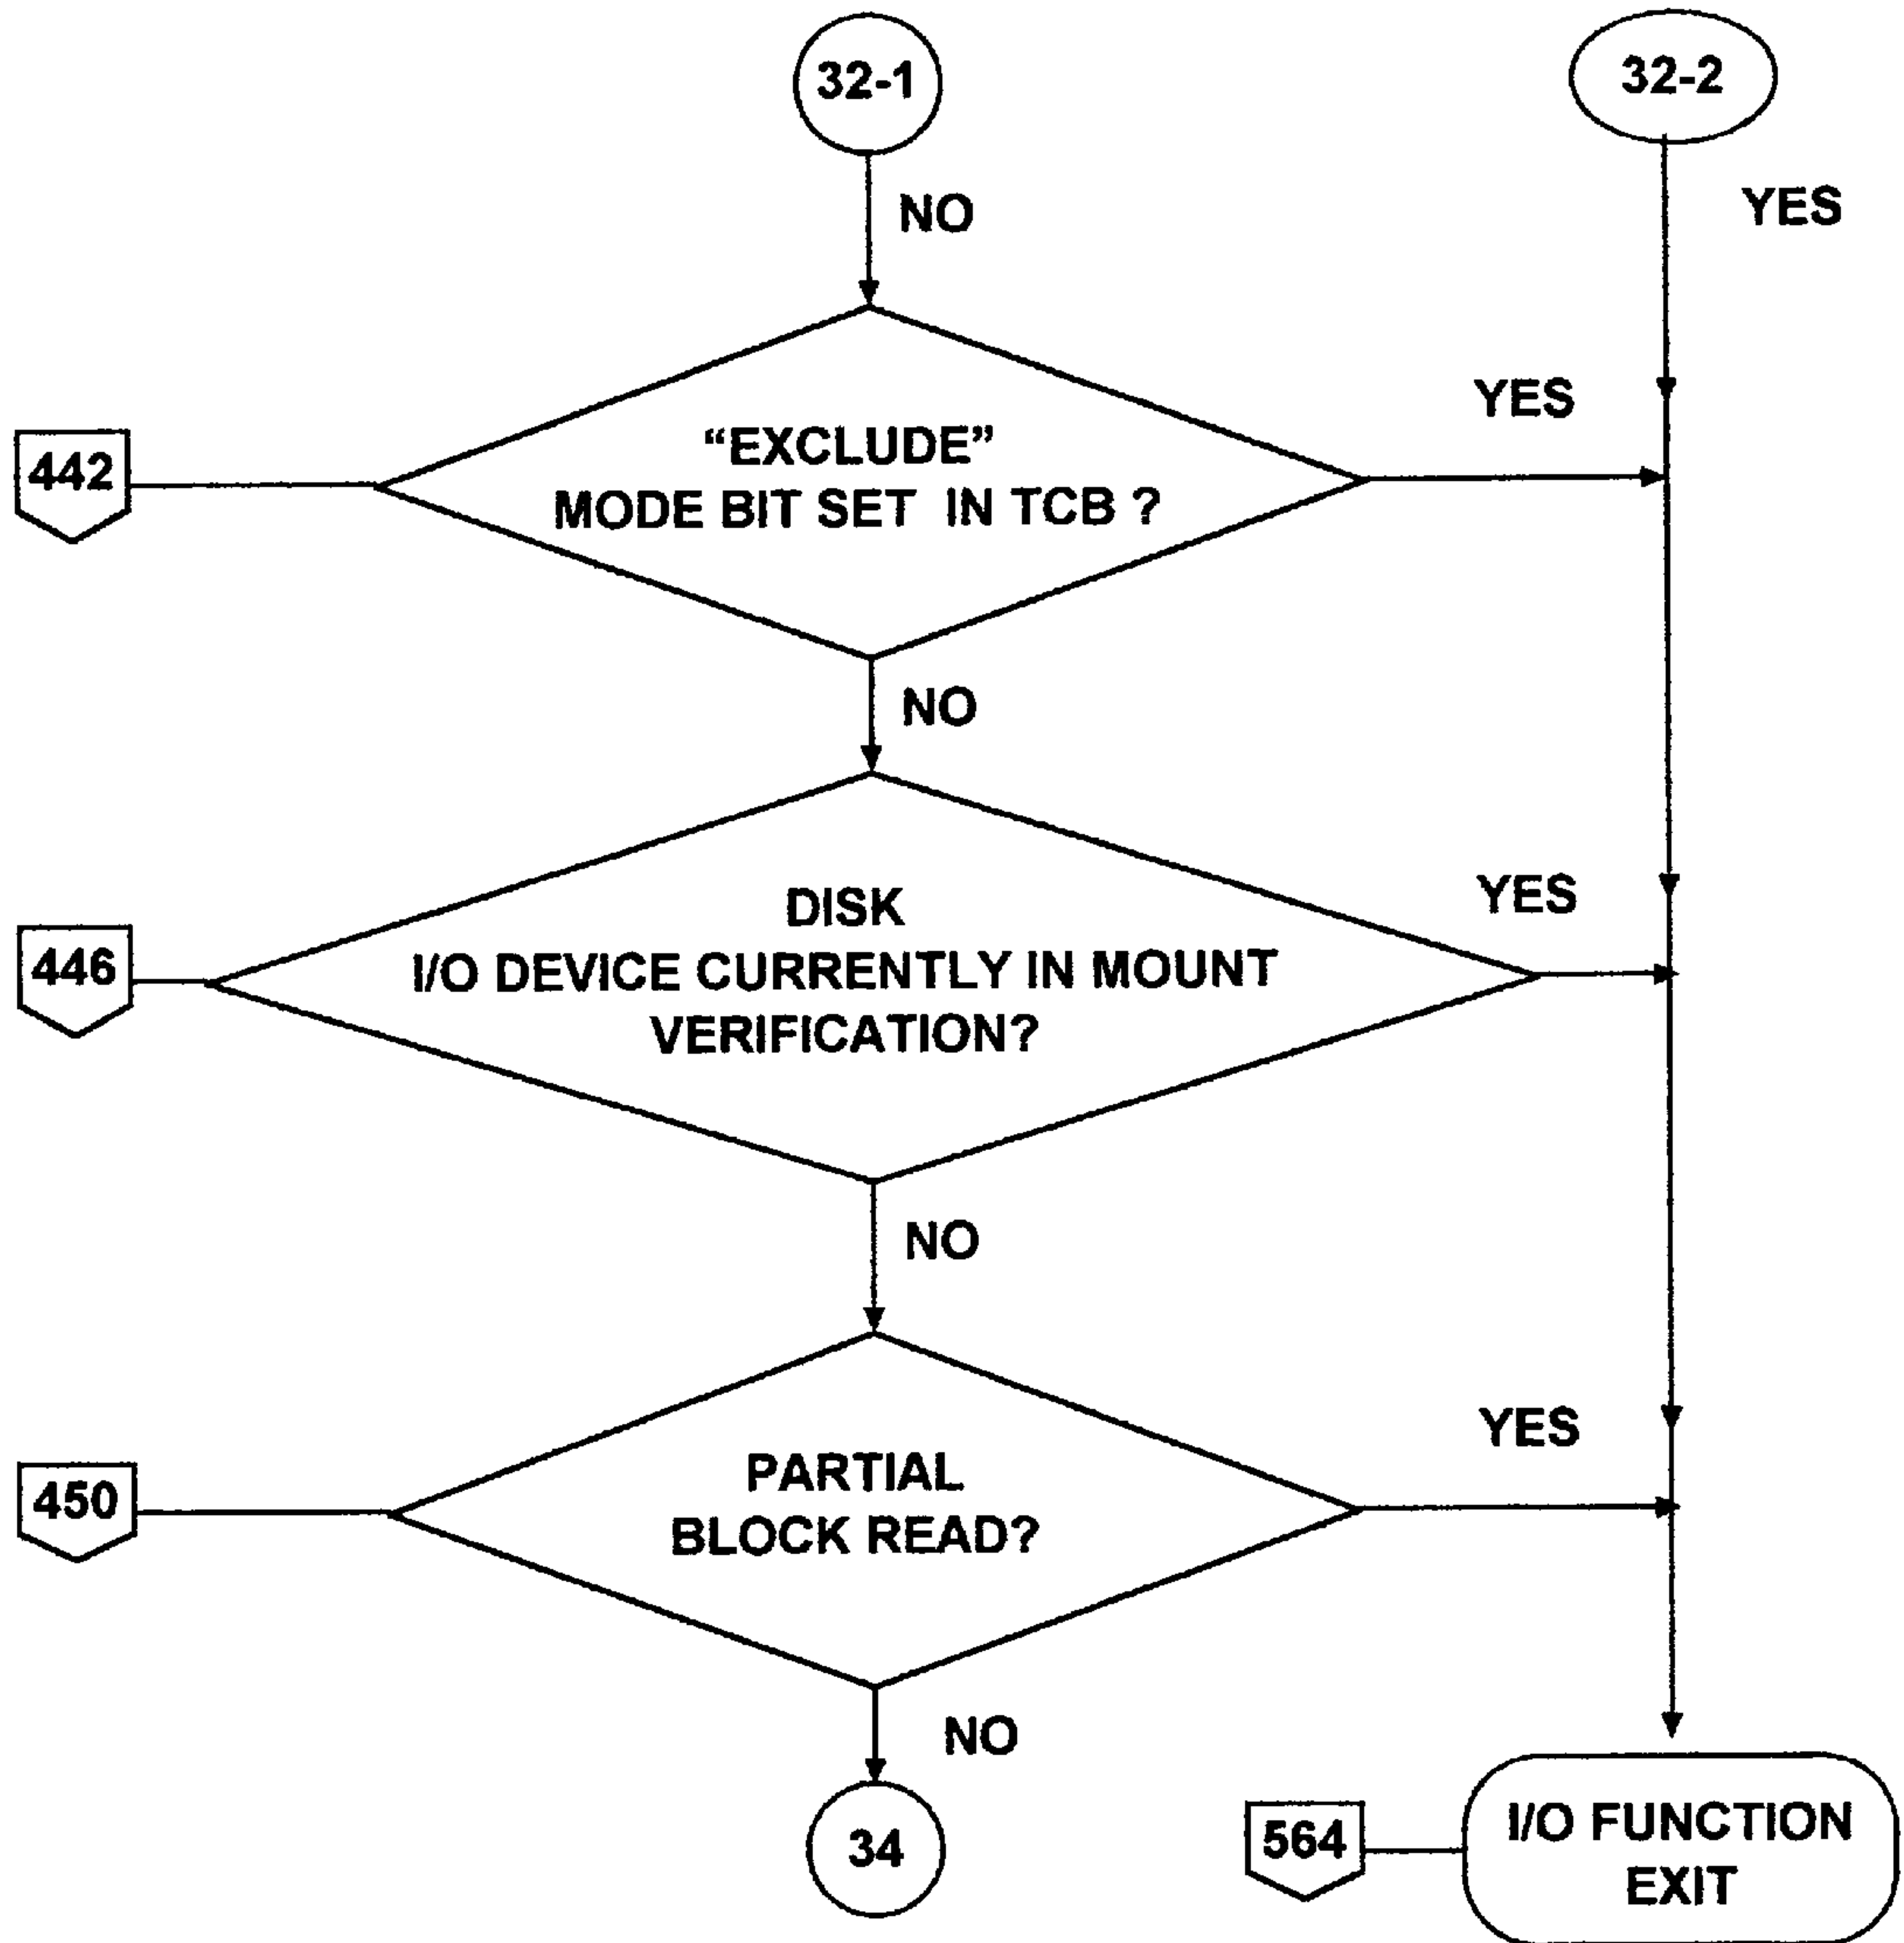 32-1
32-2
NO
YES
442
“EXCLUDE”
MODE BIT SET IN TCB ?
YES
NO
446
DISK
I/O DEVICE CURRENTLY IN MOUNT
VERIFICATION?
YES
NO
450
PARTIAL
BLOCK READ?
YES
NO
34
564
I/O FUNCTION
EXIT